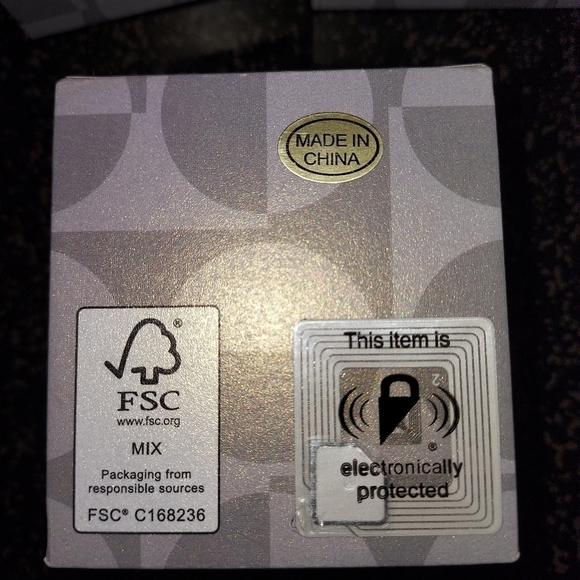 MADE IN
CHINA
®
FSC
www.fsc.org
MIX
Packaging from
responsible sources
FSC® C168236
This item is
2
®
electronically
protected